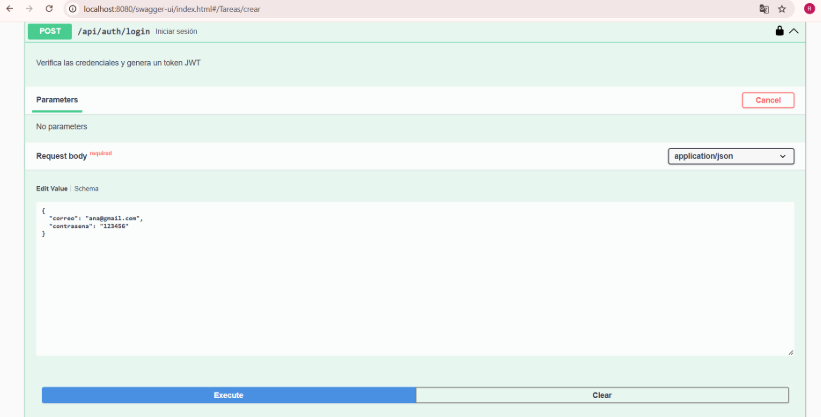 localhost:8080/swagger-ui/index.html#/Tareas/crear
R
POST /api/auth/login Iniciar sesión
Verifica las credenciales y genera un token JWT
Parameters
Cancel
No parameters
Request body required
application/json
Edit Value | Schema
{
"correo": "ana@gmail.com",
"contrasena": "123456"
}
Execute
Clear